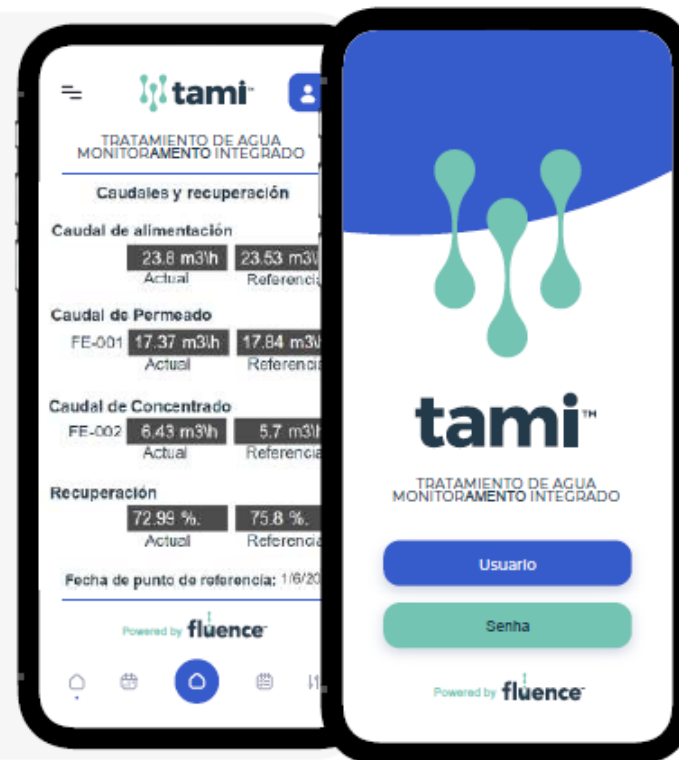 tami™
TRATAMIENTO DE AGUA
MONITORAMENTO INTEGRADO
Caudales y recuperación
Caudal de alimentación
23.8 m3\h 23.53 m3\
Actual Referencia
Caudal de Permeado
FE-001 17.37 m3\h 17.84 m3\
Actual Referencia
Caudal de Concentrado
FE-002 6.43 m3\h 5.7 m3\h
Actual Referencia
Recuperación
72.99 %. 75.8 %.
Actual Referencia
Fecha de punto de referencia: 1/6/20
Powered by fluence
tami™
TRATAMIENTO DE AGUA
MONITORAMENTO INTEGRADO
Usuario
Senha
Powered by fluence